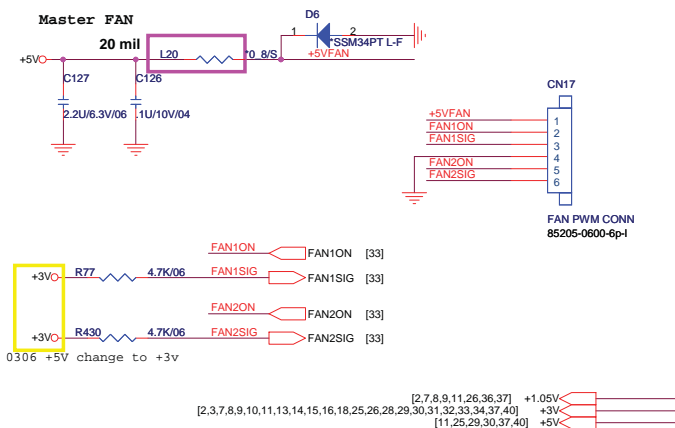 Master FAN
20 mil
D6
1 2
L20 *0_8/S
*SSM34PT L-F
+5V
+5VFAN
C127 C126
2.2U/6.3V/06 .1U/10V/04
CN17
+5VFAN 1
FAN1ON 2
FAN1SIG 3
4
FAN2ON 5
FAN2SIG 6
FAN PWM CONN
85205-0600-6p-l
FAN1ON FAN1ON [33]
+3V R77 4.7K/06 FAN1SIG FAN1SIG [33]
FAN2ON FAN2ON [33]
+3V R430 4.7K/06 FAN2SIG FAN2SIG [33]
0306 +5V change to +3v
[2,7,8,9,11,26,36,37] +1.05V
[2,3,7,8,9,10,11,13,14,15,16,18,25,26,28,29,30,31,32,33,34,37,40] +3V
[11,25,29,30,37,40] +5V